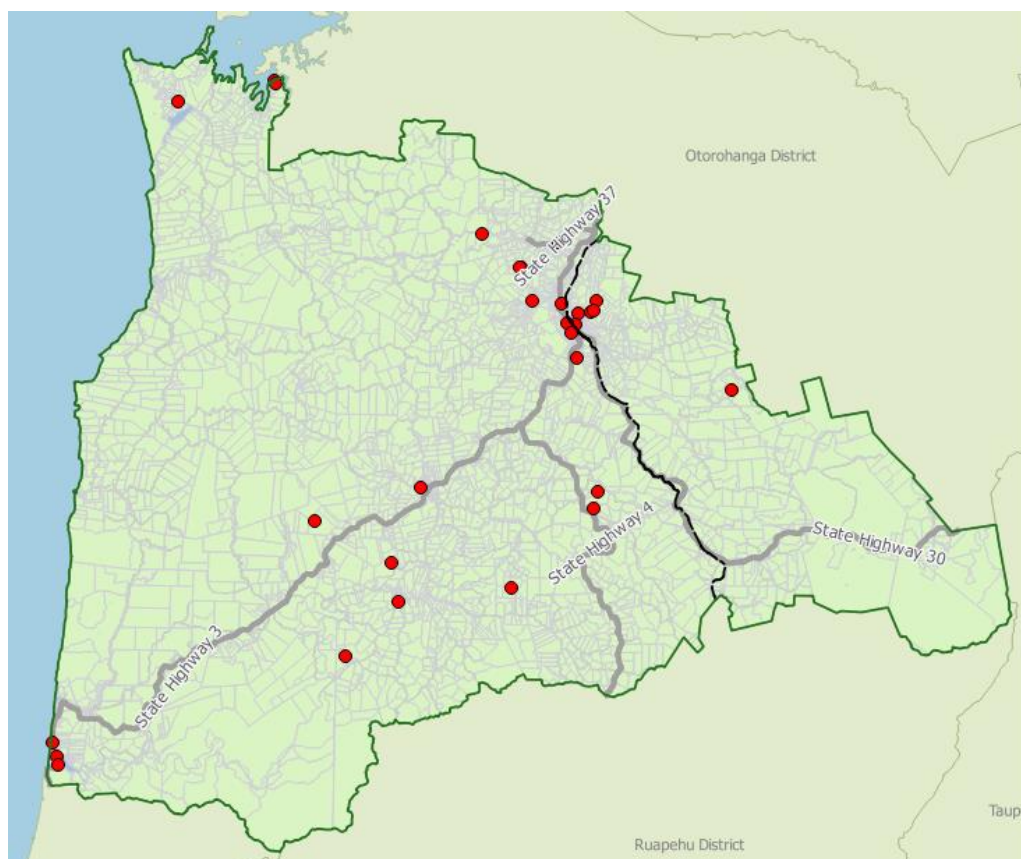 Otorohanga District
State Highway 37
State Highway 4
State Highway 30
State Highway 3
Taup
Ruapehu District